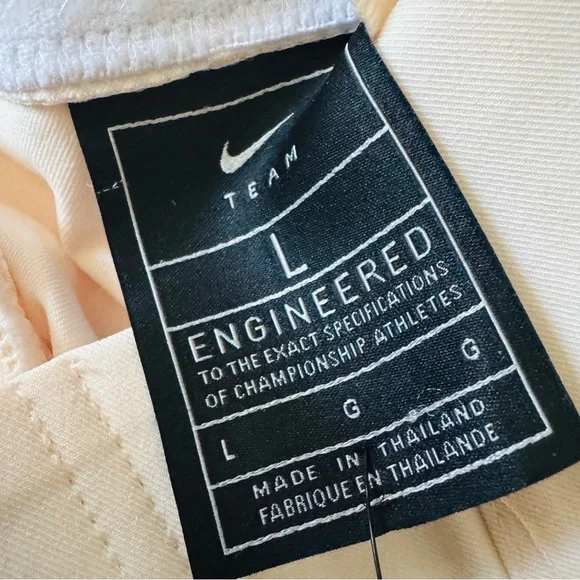 TEAM
L
ENGINEERED
TO THE EXACT SPECIFICATIONS
OF CHAMPIONSHIP ATHLETES
L G G
MADE IN THAILAND
FABRIQUE EN THAILANDE